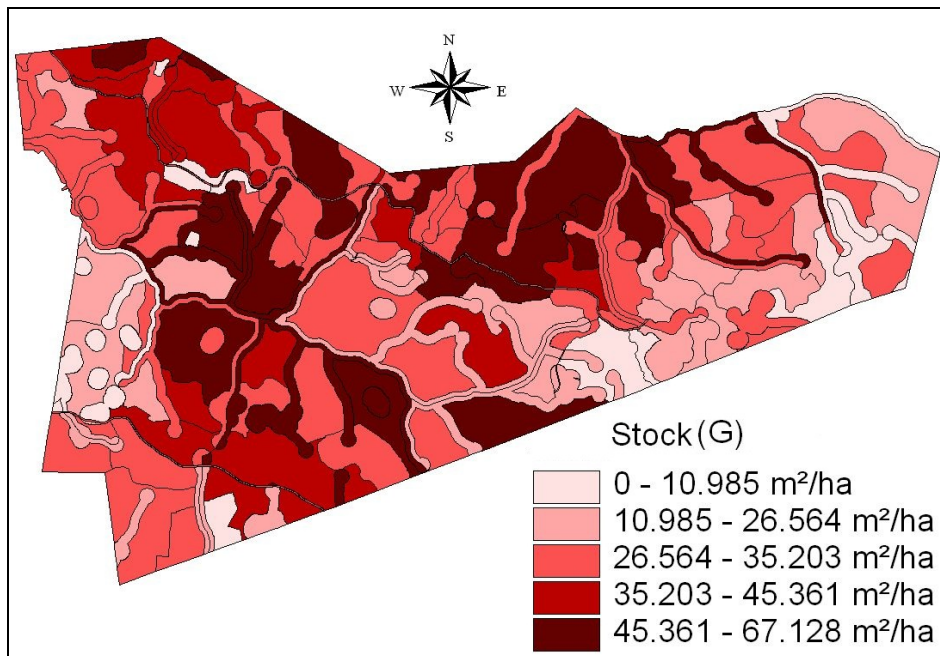 N
W E
S
Stock (G)
0 - 10.985 m²/ha
10.985 - 26.564 m²/ha
26.564 - 35.203 m²/ha
35.203 - 45.361 m²/ha
45.361 - 67.128 m²/ha